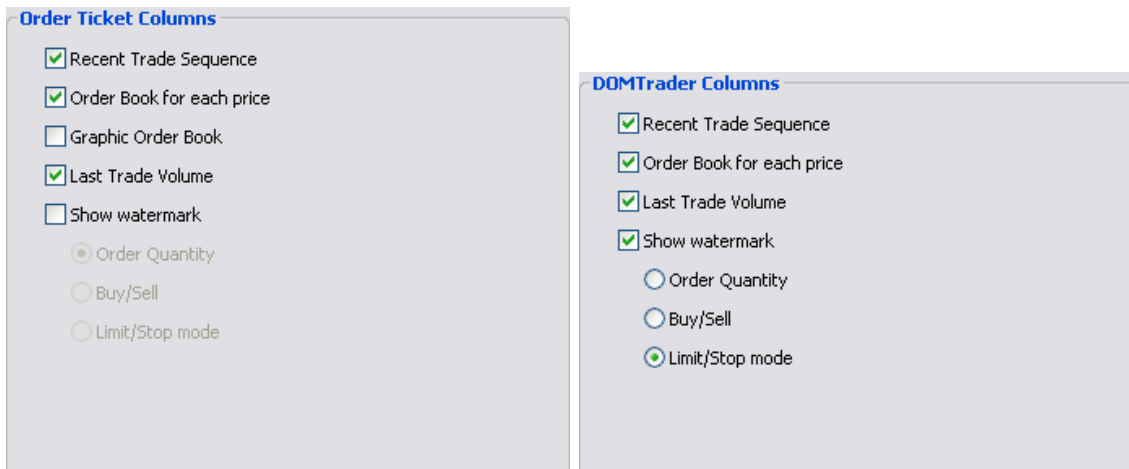 Order Ticket Columns
Recent Trade Sequence
Order Book for each price
Graphic Order Book
Last Trade Volume
Show watermark
Order Quantity
Buy/Sell
Limit/Stop mode
DOMTrader Columns
Recent Trade Sequence
Order Book for each price
Last Trade Volume
Show watermark
Order Quantity
Buy/Sell
Limit/Stop mode